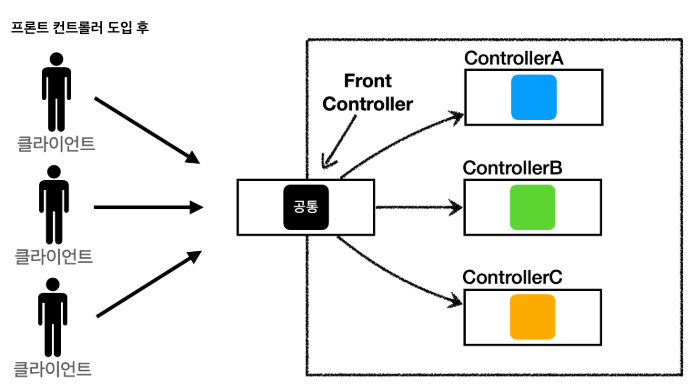 프론트 컨트롤러 도입 후
클라이언트
클라이언트
클라이언트
Front
Controller
공통
ControllerA
ControllerB
ControllerC